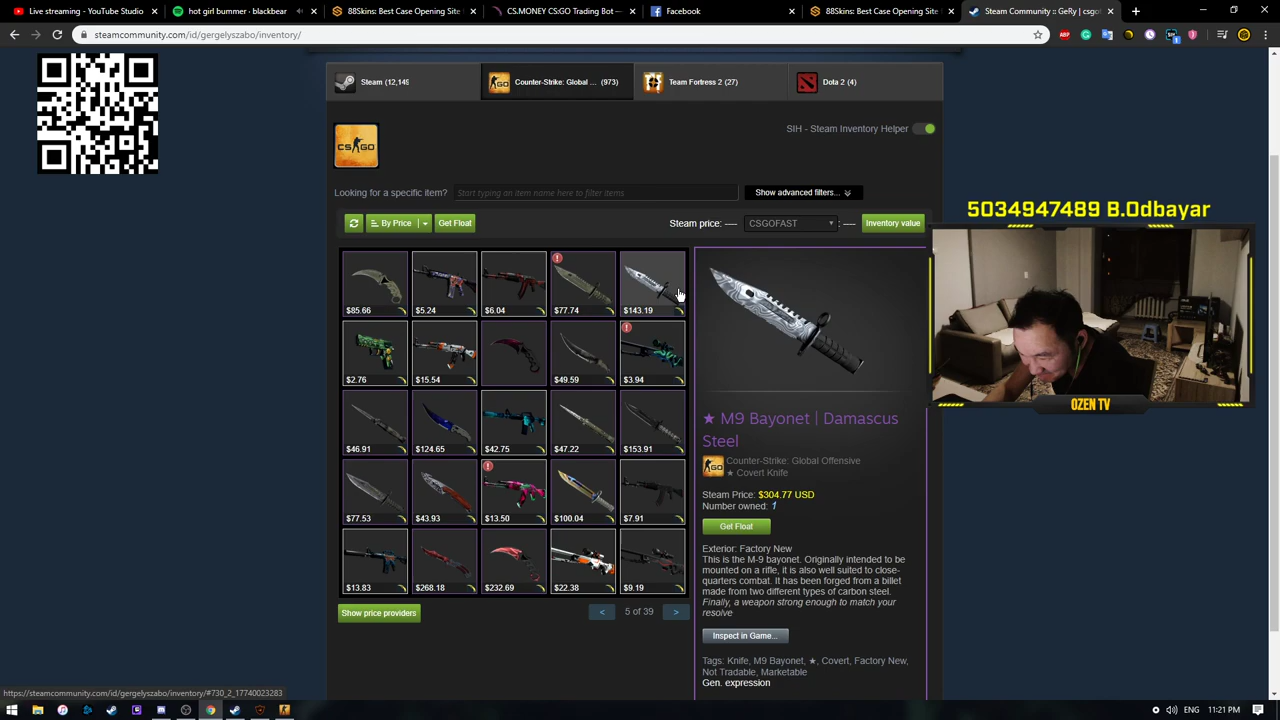 Live streaming - YouTube Studio
hot girl bummer · blackbear
88Skins: Best Case Opening Site
CS.MONEY CS:GO Trading Bot -
Facebook
88Skins: Best Case Opening Site
Steam Community :: GeRy | csgo
steamcommunity.com/id/gergelyszabo/inventory/
Steam (12,149
Counter-Strike: Global ... (973)
Team Fortress 2 (27)
Dota 2 (4)
SIH - Steam Inventory Helper
CS GO
Looking for a specific item?
Start typing an item name here to filter items
Show advanced filters...
By Price
Get Float
Steam price: —
CSGOFAST
: —
Inventory value
5034947489 B.Odbayar
$85.66
$5.24
$6.04
$77.74
$143.19
$2.76
$15.54
$49.59
$3.94
$46.91
$124.65
$42.75
$47.22
$153.91
$77.53
$43.93
$13.50
$100.04
$7.91
$13.83
$268.18
$232.69
$22.38
$9.19
OZEN TV
★ M9 Bayonet | Damascus
Steel
Counter-Strike: Global Offensive
★ Covert Knife
Steam Price: $304.77 USD
Number owned: 1
Get Float
Exterior: Factory New
This is the M-9 bayonet. Originally intended to be
mounted on a rifle, it is also well suited to close-
quarters combat. It has been forged from a billet
made from two different types of carbon steel.
Finally, a weapon strong enough to match your
resolve
Inspect in Game...
Tags: Knife, M9 Bayonet, ★, Covert, Factory New,
Not Tradable, Marketable
Gen. expression
Show price providers
<
5 of 39
>
https://steamcommunity.com/id/gergelyszabo/inventory/#730_2_17740023283
ENG
11:21 PM